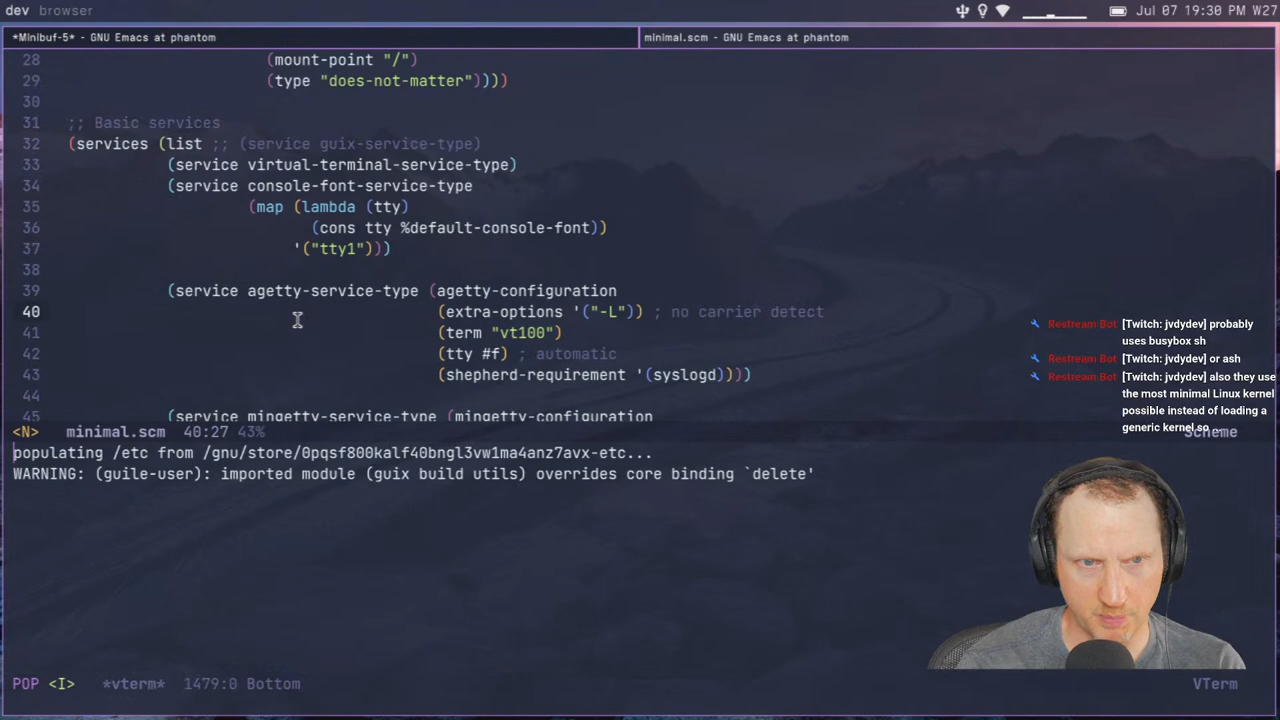 dev browser
Jul 07 19:30 PM W27
*Minibuf-5* - GNU Emacs at phantom
minimal.scm - GNU Emacs at phantom
28 (mount-point "/")
29 (type "does-not-matter"))))
30
31 ;; Basic services
32 (services (list ;; (service guix-service-type)
33 (service virtual-terminal-service-type)
34 (service console-font-service-type
35 (map (lambda (tty)
36 (cons tty %default-console-font))
37 '("tty1")))
38
39 (service agetty-service-type (agetty-configuration
40 (extra-options '("-L")) ; no carrier detect
41 (term "vt100")
42 (tty #f) ; automatic
43 (shepherd-requirement '(syslogd))))
44
45 (service mingetty-service-type (mingetty-configuration
<N> minimal.scm 40:27 43% Scheme
populating /etc from /gnu/store/0pqsf800kalf40bngl3vw1ma4anz7avx-etc...
WARNING: (guile-user): imported module (guix build utils) overrides core binding `delete'
POP <I> *vterm* 1479:0 Bottom VTerm
Restream Bot [Twitch: jvdydev] probably
uses busybox sh
Restream Bot [Twitch: jvdydev] or ash
Restream Bot [Twitch: jvdydev] also they use
the most minimal Linux kernel
possible instead of loading a
generic kernel so